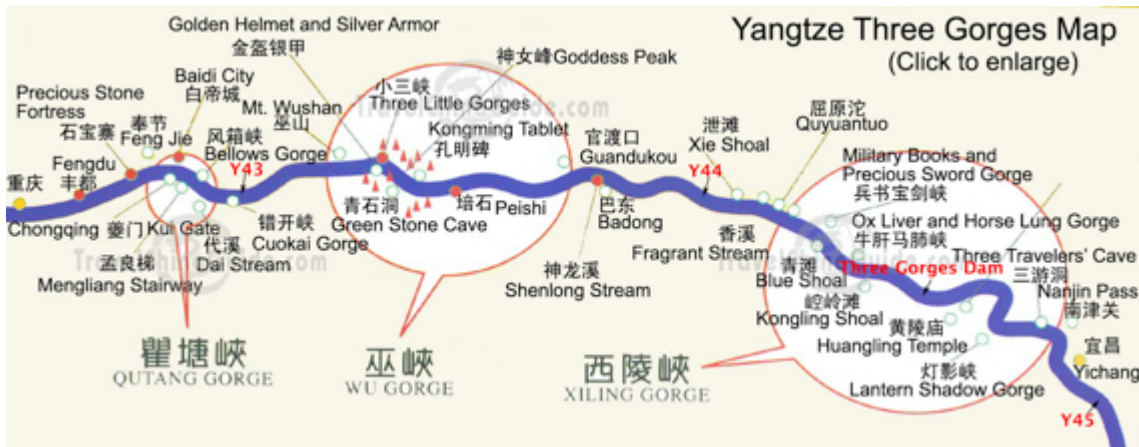 Yangtze Three Gorges Map
(Click to enlarge)
Golden Helmet and Silver Armor
金盔银甲
神女峰Goddess Peak
Baidi City
白帝城
小三峡
Three Little Gorges
Precious Stone
Fortress
石宝寨
奉节
Feng Jie
Mt. Wushan
巫山
风箱峡
Bellows Gorge
Y43
Kongming Tablet
孔明碑
官渡口
Guandukou
泄滩
Xie Shoal
屈原沱
Quyuantuo
Military Books and
Precious Sword Gorge
兵书宝剑峡
Y44
Fengdu
丰都
重庆
Chongqing
夔门 Kui Gate
孟良梯
Mengliang Stairway
代溪
Dai Stream
错开峡
Cuokai Gorge
青石洞
Green Stone Cave
培石
Peishi
巴东
Badong
神龙溪
Shenlong Stream
香溪
Fragrant Stream
Ox Liver and Horse Lung Gorge
牛肝马肺峡
Three Travelers' Cave
三游洞
青滩
Blue Shoal
Three Gorges Dam
崆岭滩
Kongling Shoal
Nanjin Pass
南津关
黄陵庙
Huangling Temple
灯影峡
Lantern Shadow Gorge
宜昌
Yichang
Y45
瞿塘峡
QUTANG GORGE
巫峡
WU GORGE
西陵峡
XILING GORGE
TravelChinaGuide.com
TravelChinaGuide.com